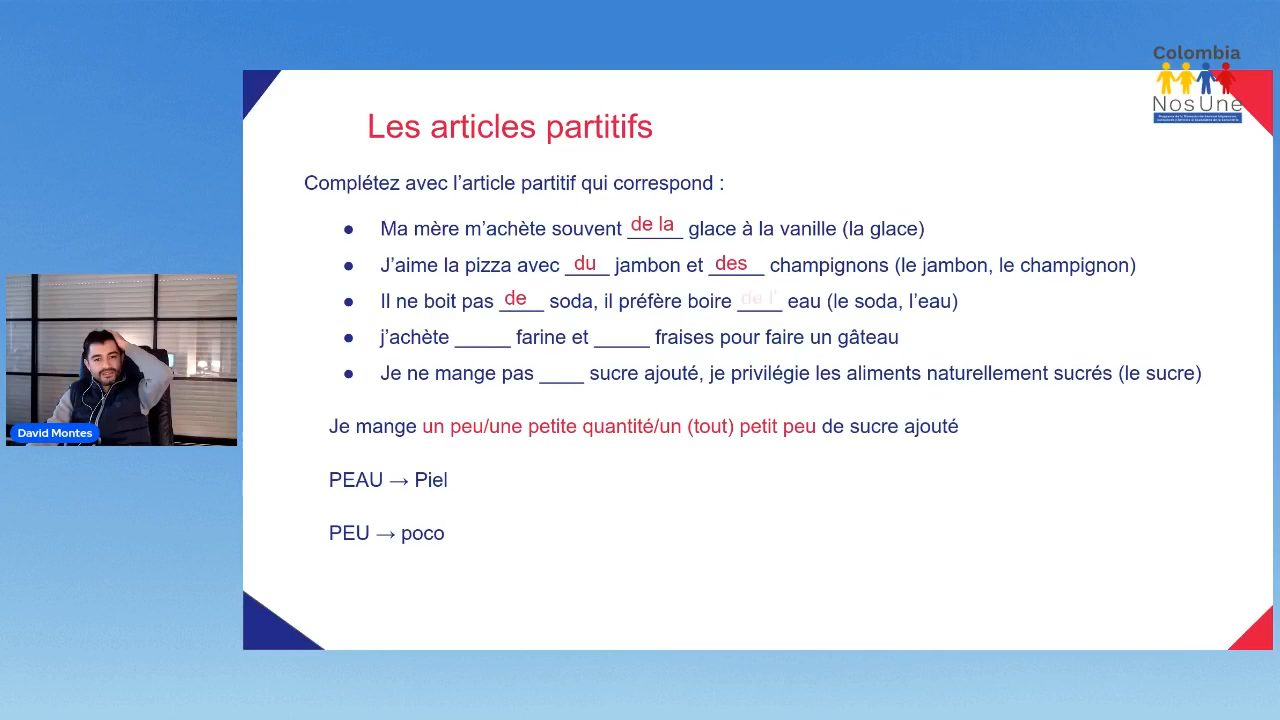 Colombia
NosUne
Les articles partitifs
Complétez avec l’article partitif qui correspond :
● Ma mère m’achète souvent de la glace à la vanille (la glace)
● J’aime la pizza avec du jambon et des champignons (le jambon, le champignon)
● Il ne boit pas de soda, il préfère boire de l' eau (le soda, l’eau)
● j’achète _____ farine et _____ fraises pour faire un gâteau
● Je ne mange pas ____ sucre ajouté, je privilégie les aliments naturellement sucrés (le sucre)
Je mange un peu/une petite quantité/un (tout) petit peu de sucre ajouté
PEAU → Piel
PEU → poco
David Montes